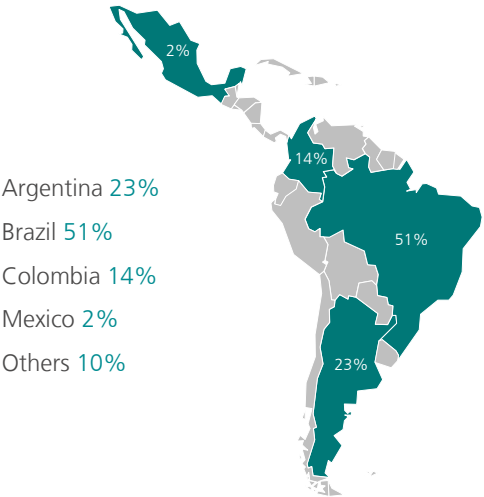 2%
14%
Argentina 23%
Brazil 51%
51%
Colombia 14%
Mexico 2%
Others 10%
23%